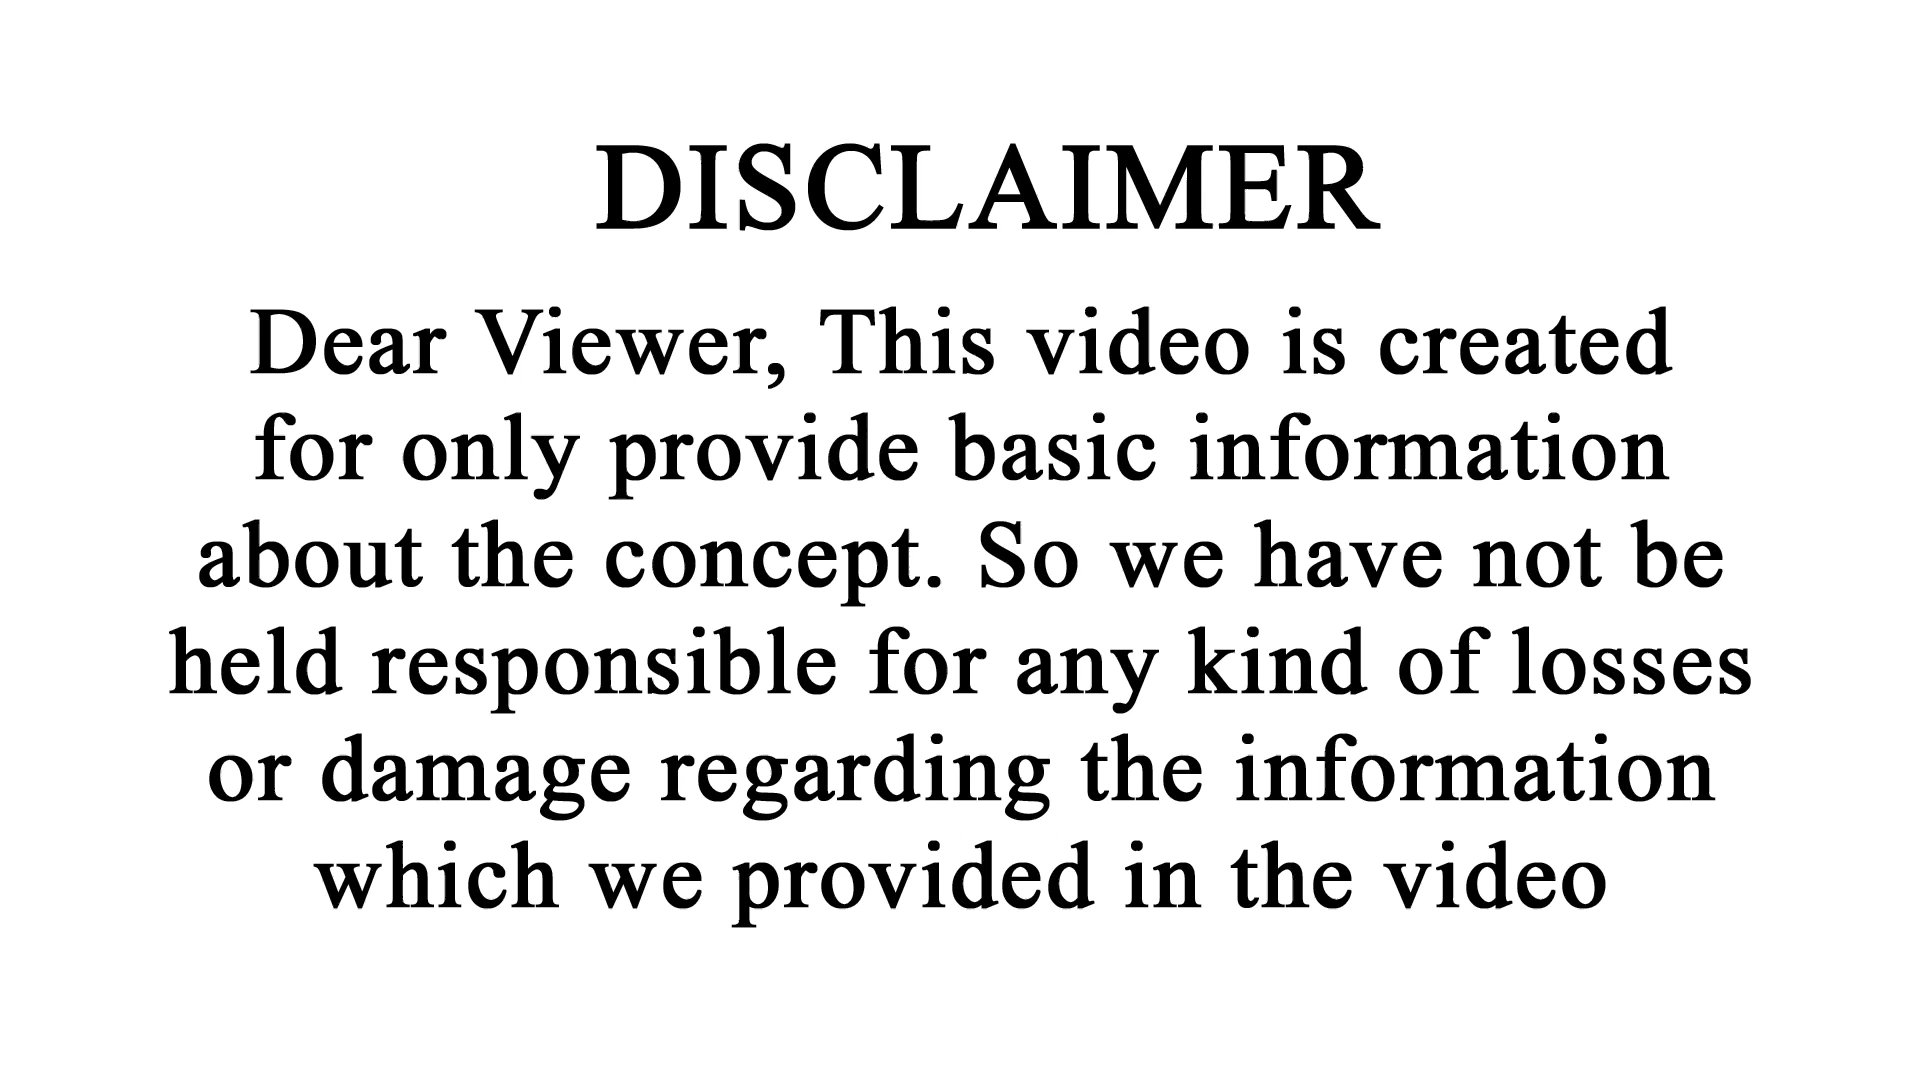 DISCLAIMER
Dear Viewer, This video is created
for only provide basic information
about the concept. So we have not be
held responsible for any kind of losses
or damage regarding the information
which we provided in the video